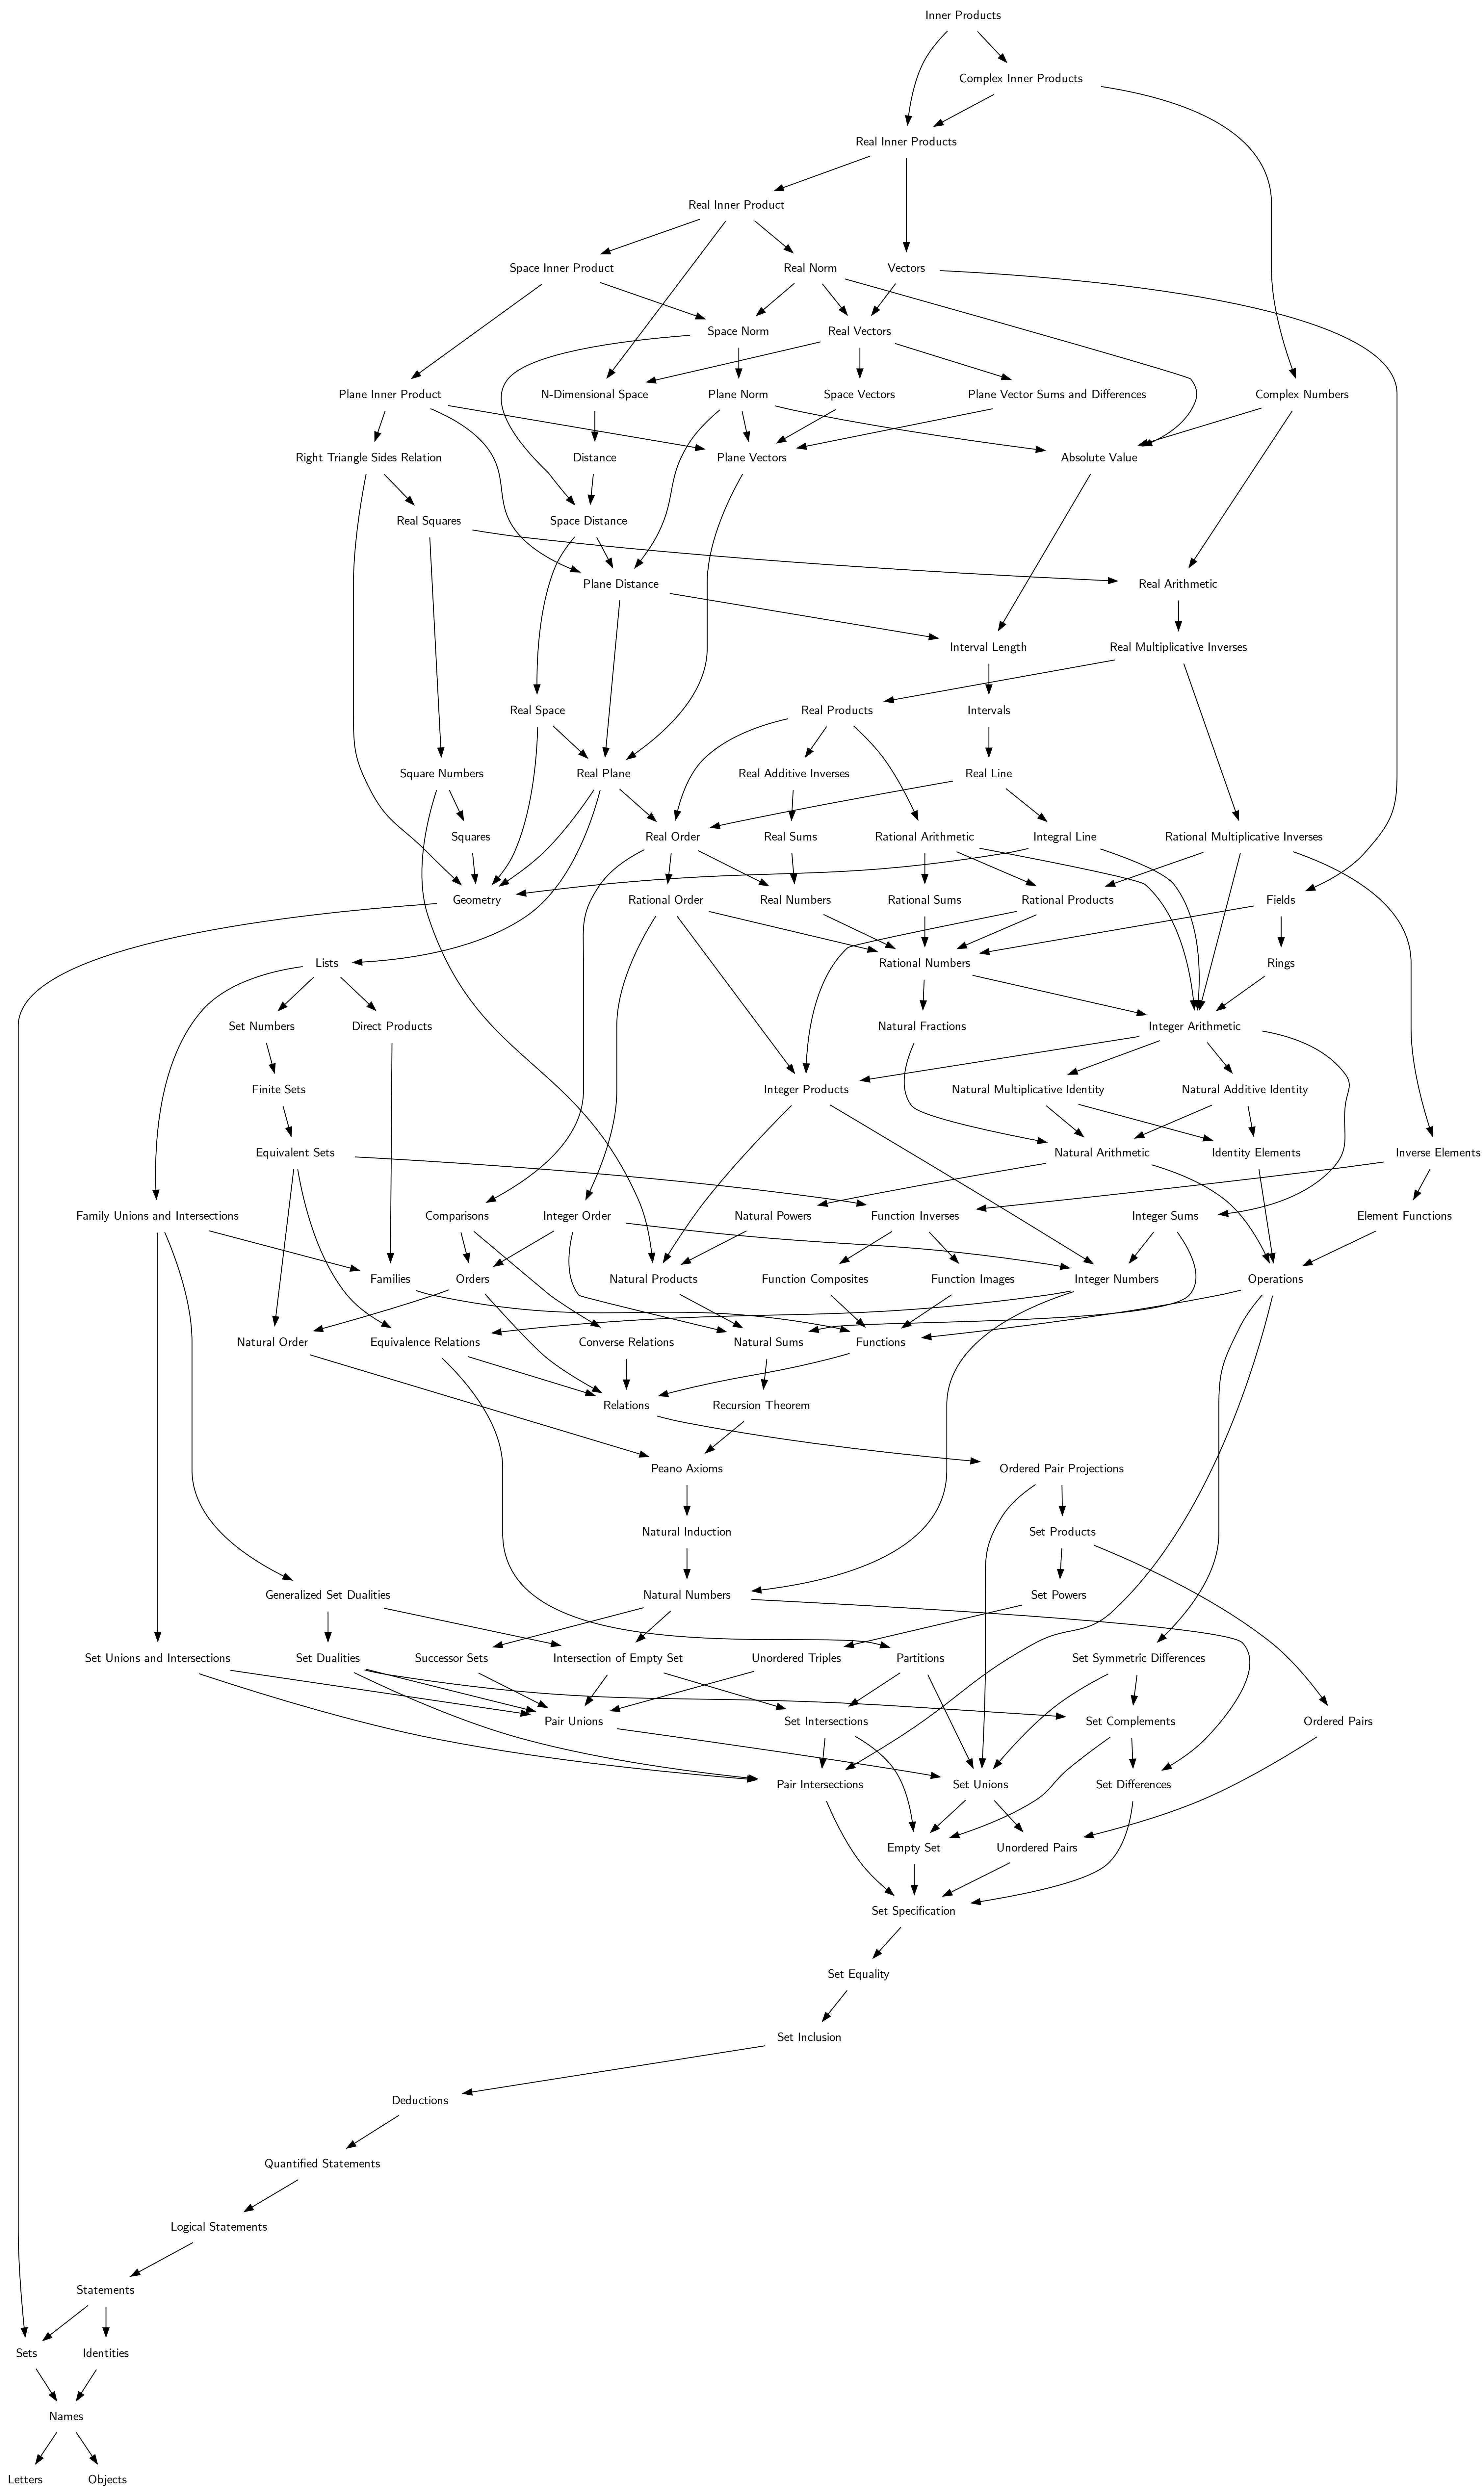 Inner Products
Complex Inner Products
Real Inner Products
Real Inner Product
Space Inner Product
Real Norm
Vectors
Space Norm
Real Vectors
Plane Inner Product
N-Dimensional Space
Plane Norm
Space Vectors
Plane Vector Sums and Differences
Complex Numbers
Right Triangle Sides Relation
Distance
Plane Vectors
Absolute Value
Real Squares
Space Distance
Plane Distance
Real Arithmetic
Interval Length
Real Multiplicative Inverses
Real Space
Real Products
Intervals
Square Numbers
Real Plane
Real Additive Inverses
Real Line
Squares
Real Order
Real Sums
Rational Arithmetic
Integral Line
Rational Multiplicative Inverses
Geometry
Rational Order
Real Numbers
Rational Sums
Rational Products
Fields
Lists
Rational Numbers
Rings
Set Numbers
Direct Products
Natural Fractions
Integer Arithmetic
Finite Sets
Integer Products
Natural Multiplicative Identity
Natural Additive Identity
Equivalent Sets
Natural Arithmetic
Identity Elements
Inverse Elements
Family Unions and Intersections
Comparisons
Integer Order
Natural Powers
Function Inverses
Integer Sums
Element Functions
Families
Orders
Natural Products
Function Composites
Function Images
Integer Numbers
Operations
Natural Order
Equivalence Relations
Converse Relations
Natural Sums
Functions
Relations
Recursion Theorem
Peano Axioms
Ordered Pair Projections
Natural Induction
Set Products
Generalized Set Dualities
Natural Numbers
Set Powers
Set Unions and Intersections
Set Dualities
Successor Sets
Intersection of Empty Set
Unordered Triples
Partitions
Set Symmetric Differences
Pair Unions
Set Intersections
Set Complements
Ordered Pairs
Pair Intersections
Set Unions
Set Differences
Empty Set
Unordered Pairs
Set Specification
Set Equality
Set Inclusion
Deductions
Quantified Statements
Logical Statements
Statements
Sets
Identities
Names
Letters
Objects